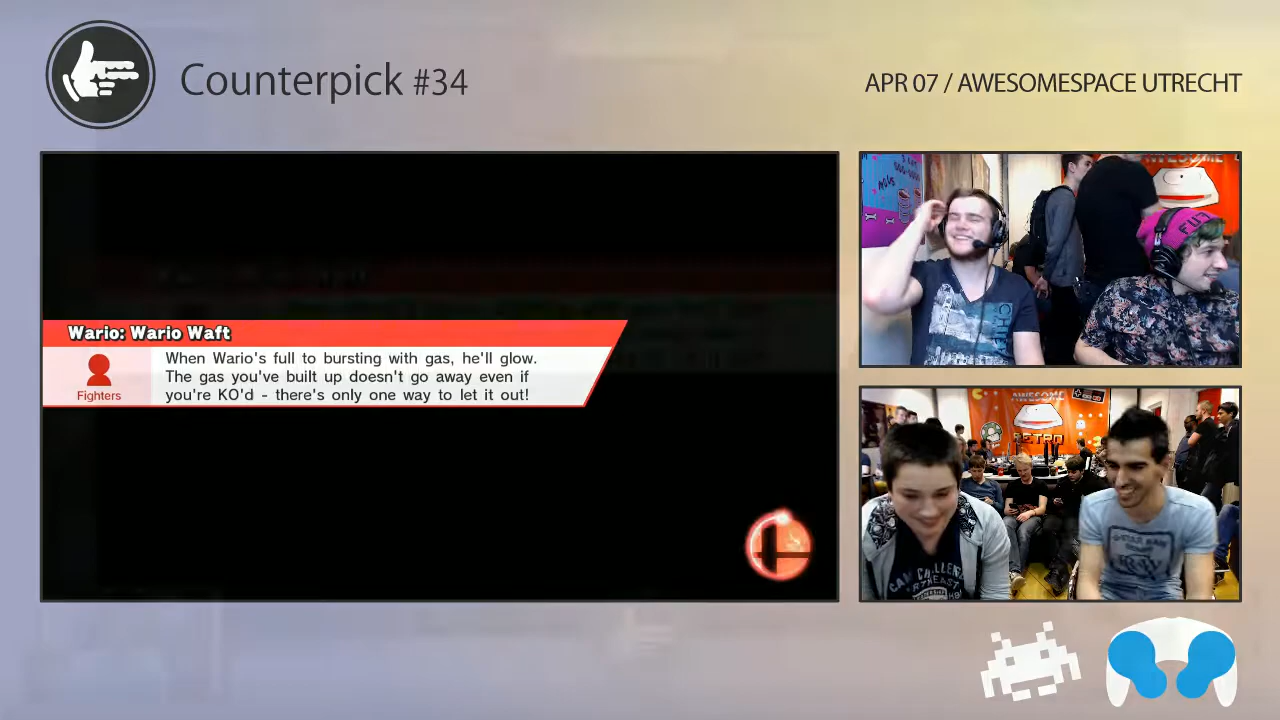 Counterpick #34
APR 07 / AWESOMESPACE UTRECHT
Wario: Wario Waft
When Wario's full to bursting with gas, he'll glow.
The gas you've built up doesn't go away even if
you're KO'd - there's only one way to let it out!
Fighters
AWESOME
RETRO